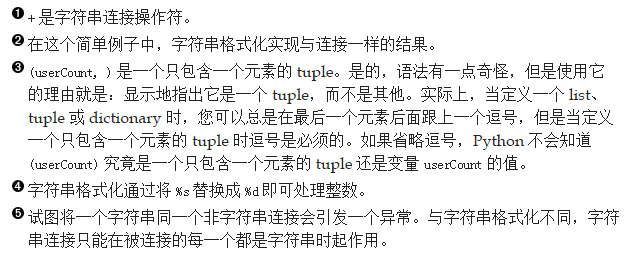 ❶ + 是字符串连接操作符。
❷ 在这个简单例子中，字符串格式化实现与连接一样的结果。
❸ (userCount, ) 是一个只包含一个元素的 tuple。是的，语法有一点奇怪，但是使用它
的理由就是：显示地指出它是一个 tuple，而不是其他。实际上，当定义一个 list、
tuple 或 dictionary 时，您可以总是在最后一个元素后面跟上一个逗号，但是当定义
一个只包含一个元素的 tuple 时逗号是必须的。如果省略逗号，Python 不会知道
(userCount) 究竟是一个只包含一个元素的 tuple 还是变量 userCount 的值。
❹ 字符串格式化通过将 %s 替换成 %d 即可处理整数。
❺ 试图将一个字符串同一个非字符串连接会引发一个异常。与字符串格式化不同，字符
串连接只能在被连接的每一个都是字符串时起作用。